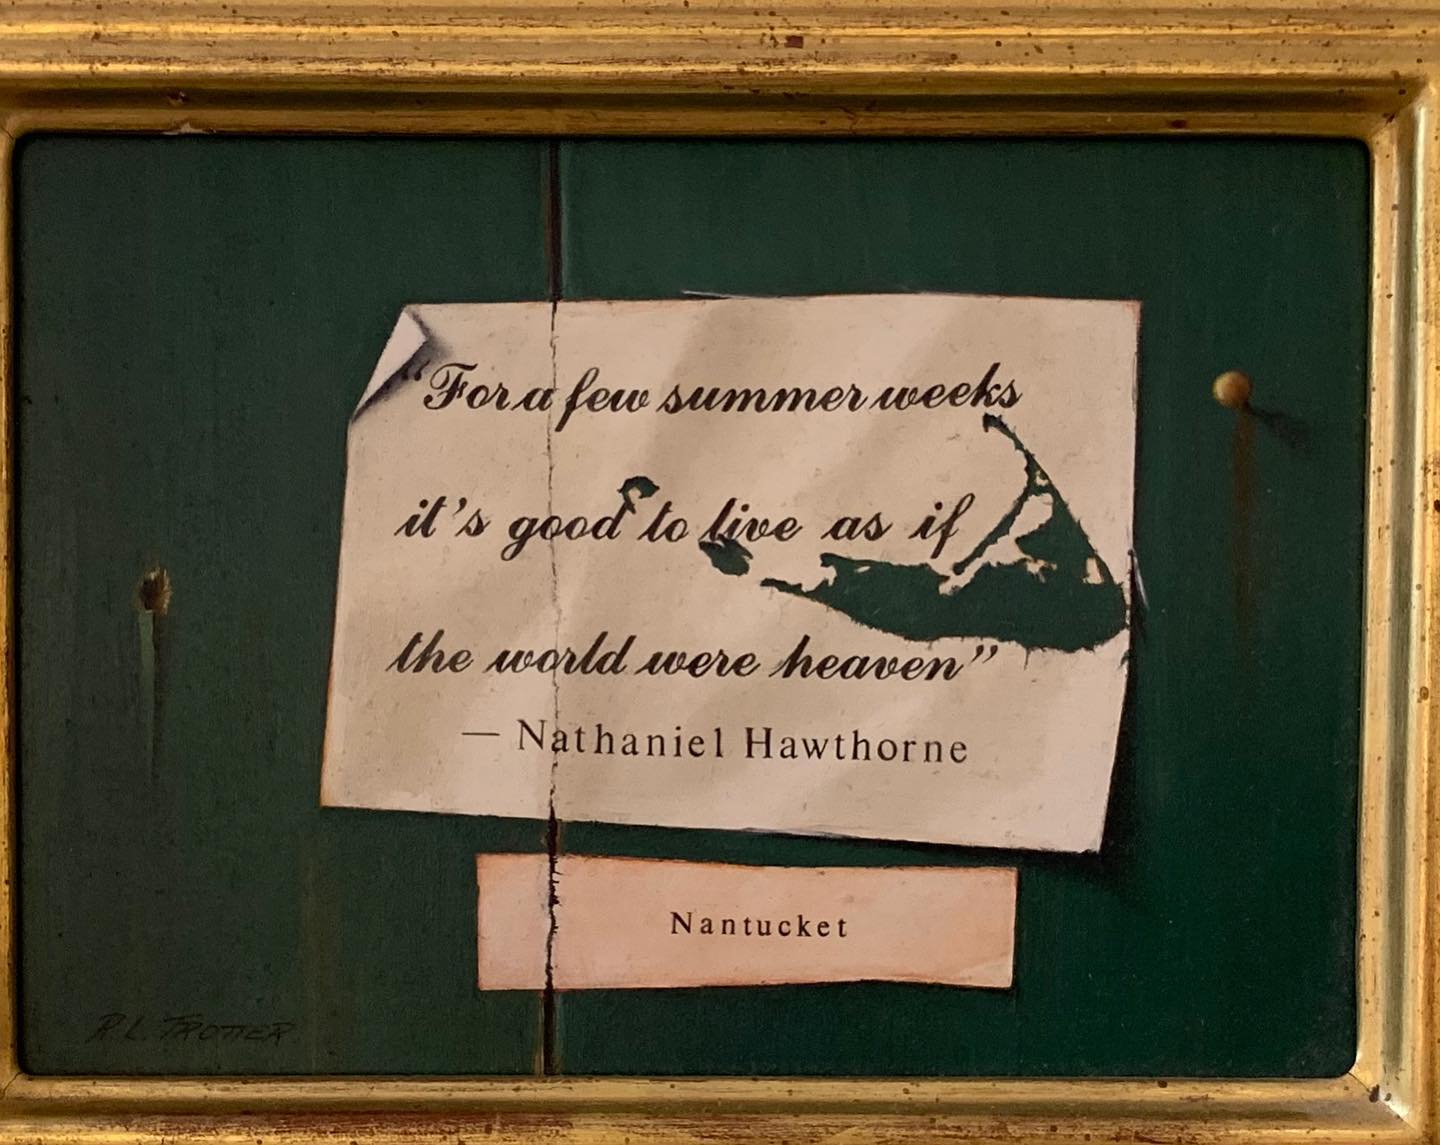 “For a few summer weeks
it’s good to live as if
the world were heaven”
— Nathaniel Hawthorne
Nantucket
R. L. TROTTER